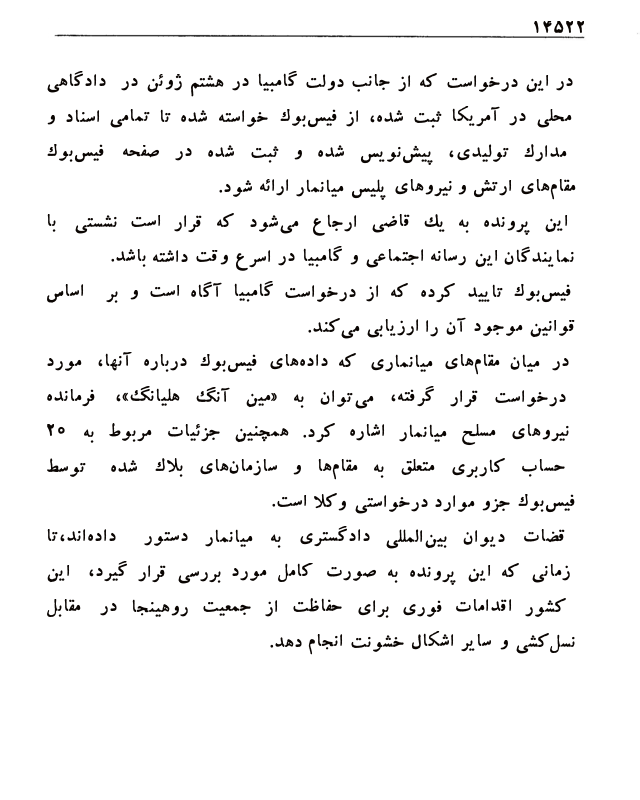 ۱۴۵۲۲
در این درخواست که از جانب دولت گامبیا در هشتم ژوئن در دادگاهی
محلی در آمریکا ثبت شده، از فیس‌بوك خواسته شده تا تمامی اسناد و
مدارك تولیدی، پیش‌نویس شده و ثبت شده در صفحه فیس‌بوك
مقام‌های ارتش و نیروهای پلیس میانمار ارائه شود.
این پرونده به یك قاضی ارجاع می‌شود که قرار است نشستی با
نمایندگان این رسانه اجتماعی و گامبیا در اسرع وقت داشته باشد.
فیس‌بوك تایید کرده که از درخواست گامبیا آگاه است و بر اساس
قوانین موجود آن را ارزیابی می‌کند.
در میان مقام‌های میانماری که داده‌های فیس‌بوك درباره آنها، مورد
درخواست قرار گرفته، می‌توان به «مین آنگ هلیانگ»، فرمانده
نیروهای مسلح میانمار اشاره کرد. همچنین جزئیات مربوط به ۲۵
حساب کاربری متعلق به مقام‌ها و سازمان‌های بلاك شده توسط
فیس‌بوك جزو موارد درخواستی وکلا است.
قضات دیوان بین‌المللی دادگستری به میانمار دستور داده‌اند،تا
زمانی که این پرونده به صورت کامل مورد بررسی قرار گیرد، این
کشور اقدامات فوری برای حفاظت از جمعیت روهینجا در مقابل
نسل‌کشی و سایر اشکال خشونت انجام دهد.